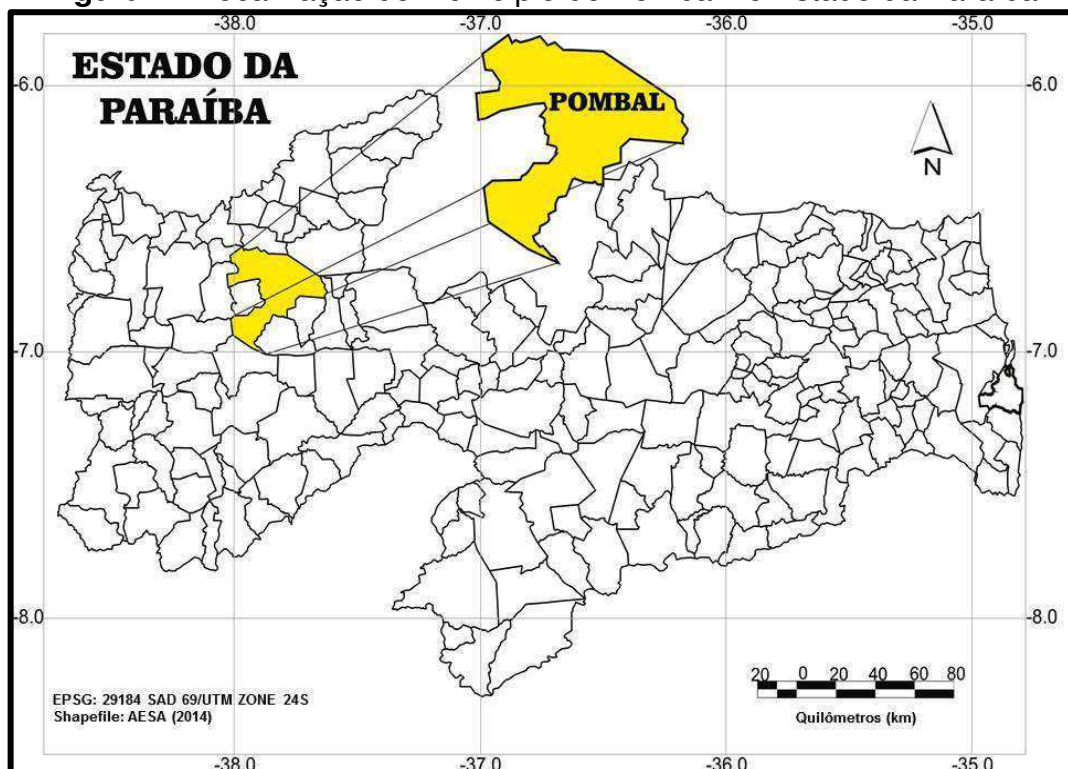 -38.0 -37.0 -36.0 -35.0
ESTADO DA
PARAÍBA
POMBAL
-6.0 -6.0
N
-7.0 -7.0
-8.0 -8.0
20 0 20 40 60 80
Quilômetros (km)
EPSG: 29184 SAD 69/UTM ZONE 24S
Shapefile: AESA (2014)
-38.0 -37.0 -36.0 -35.0